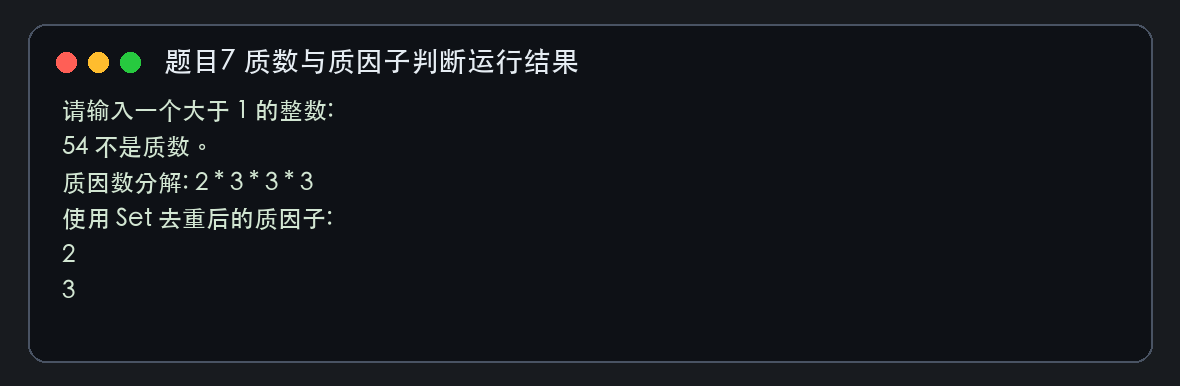 题目7 质数与质因子判断运行结果
请输入一个大于 1 的整数:
54 不是质数。
质因数分解: 2 * 3 * 3 * 3
使用 Set 去重后的质因子:
2
3